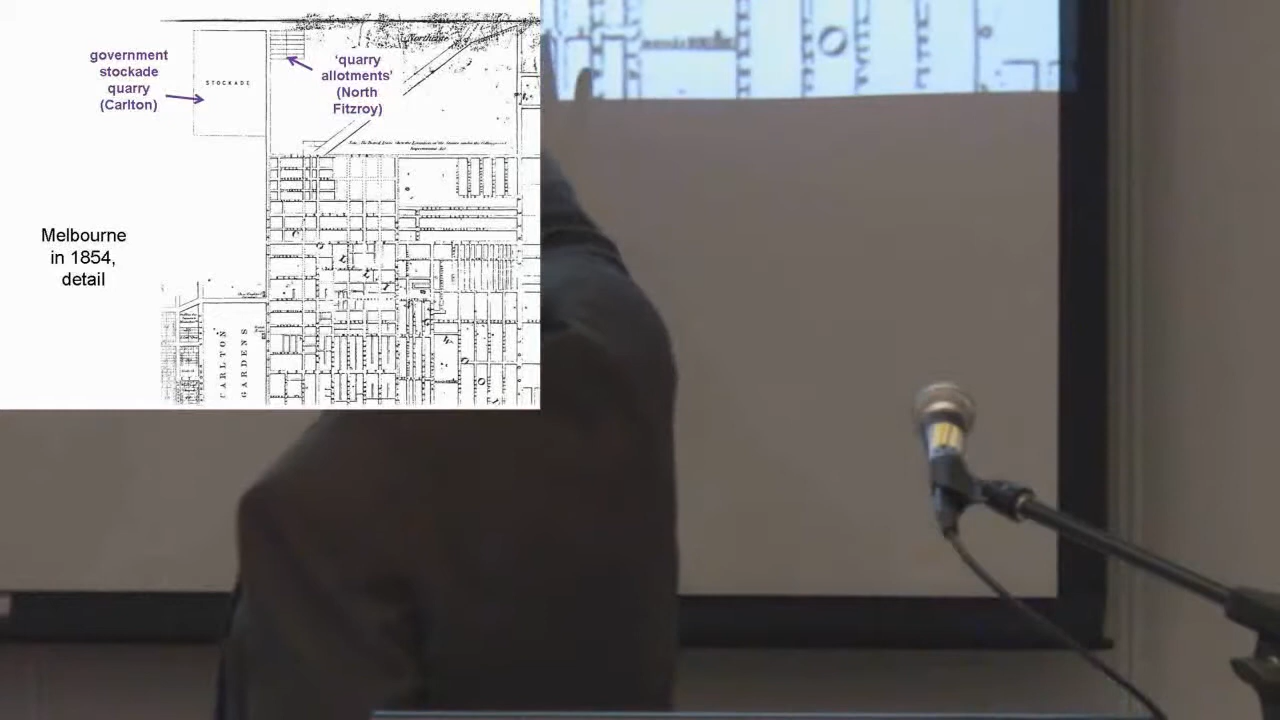 government
stockade
quarry
(Carlton)
'quarry
allotments'
(North
Fitzroy)
STOCKADE
Melbourne
in 1854,
detail
CARLTON
GARDENS